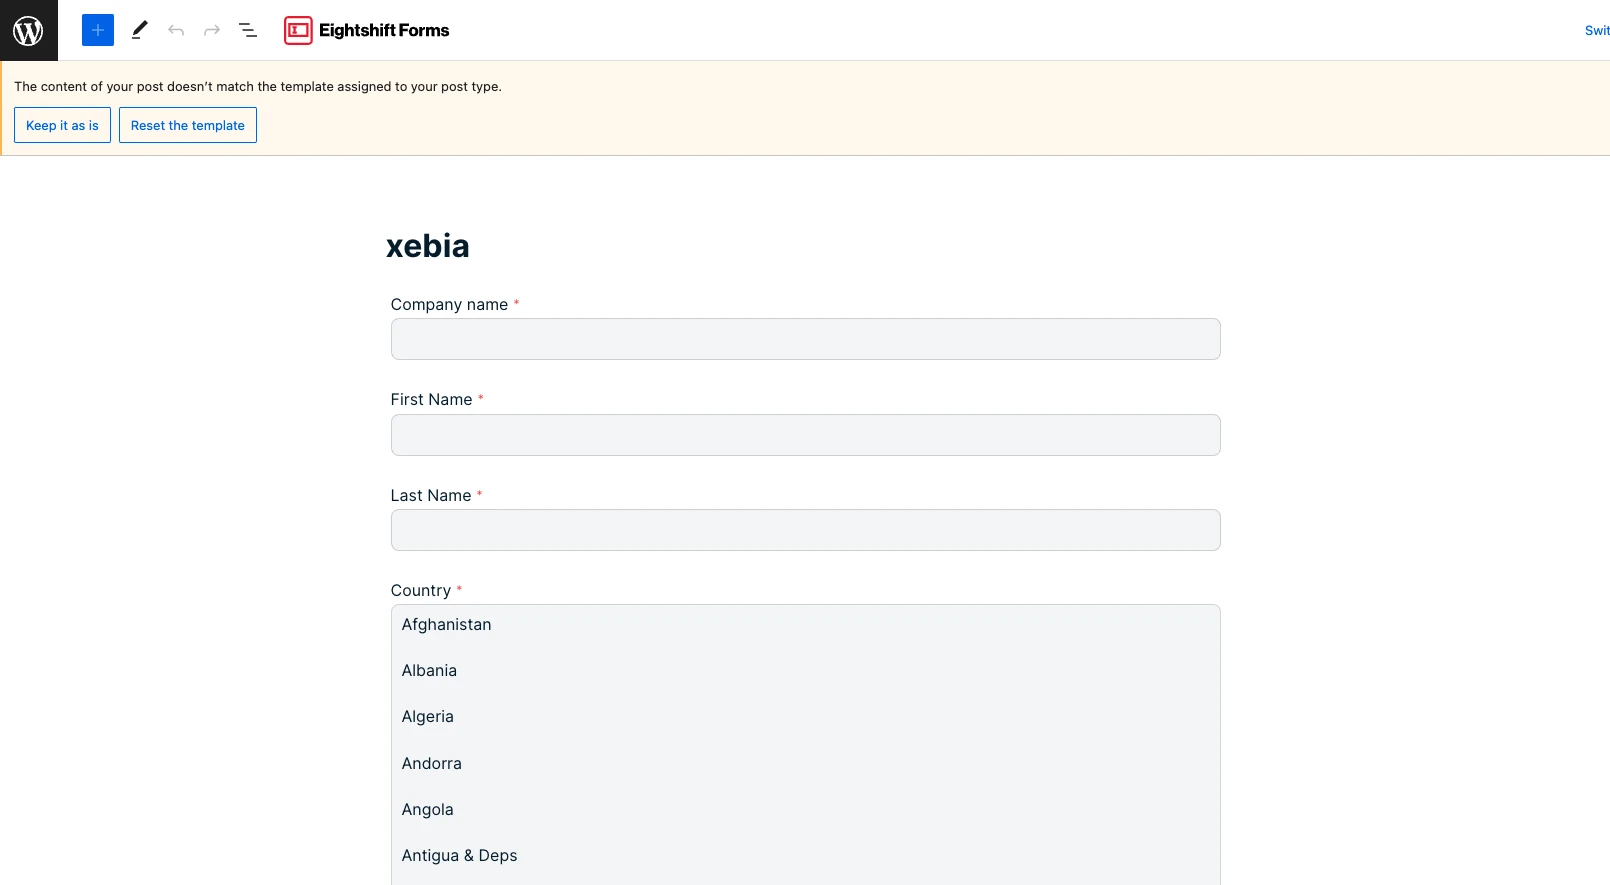 Eightshift Forms
Swit
The content of your post doesn’t match the template assigned to your post type.
Keep it as is
Reset the template
xebia
Company name *
First Name *
Last Name *
Country *
Afghanistan
Albania
Algeria
Andorra
Angola
Antigua & Deps